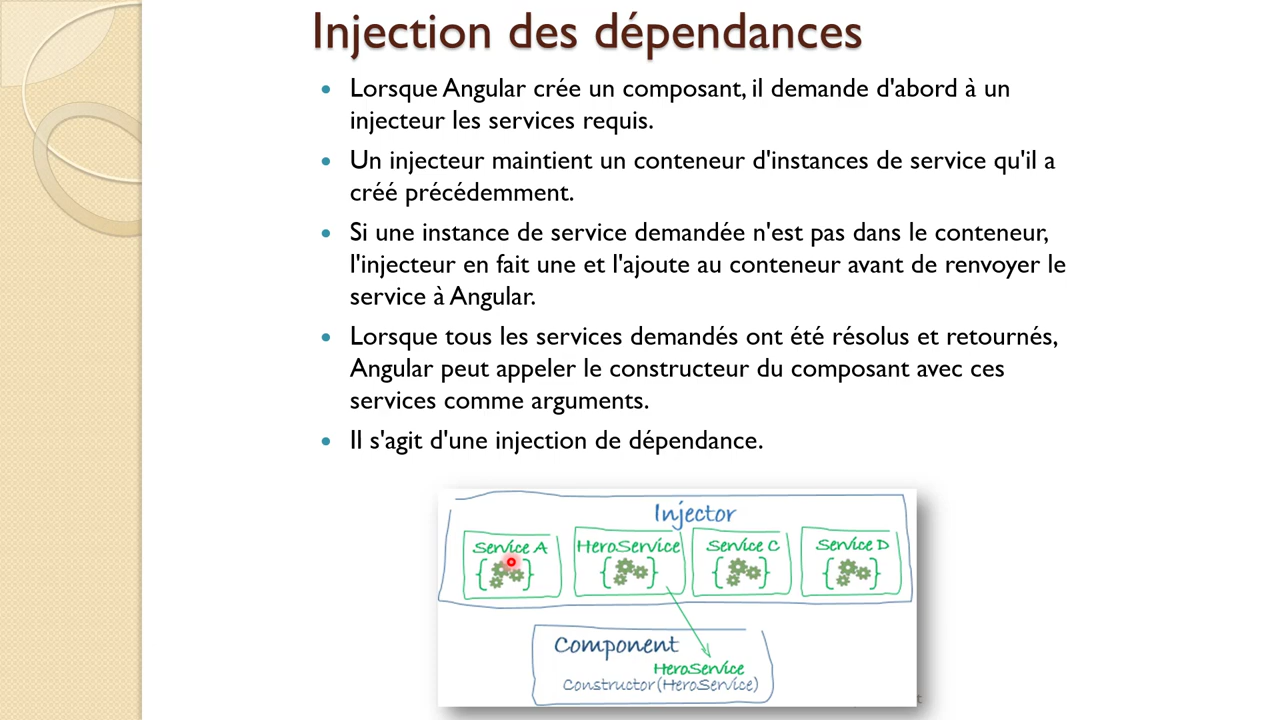 Injection des dépendances
Lorsque Angular crée un composant, il demande d'abord à un
injecteur les services requis.
Un injecteur maintient un conteneur d'instances de service qu'il a
créé précédemment.
Si une instance de service demandée n'est pas dans le conteneur,
l'injecteur en fait une et l'ajoute au conteneur avant de renvoyer le
service à Angular.
Lorsque tous les services demandés ont été résolus et retournés,
Angular peut appeler le constructeur du composant avec ces
services comme arguments.
Il s'agit d'une injection de dépendance.
Injector
Service A HeroService Service C Service D
Component
HeroService
Constructor(HeroService)